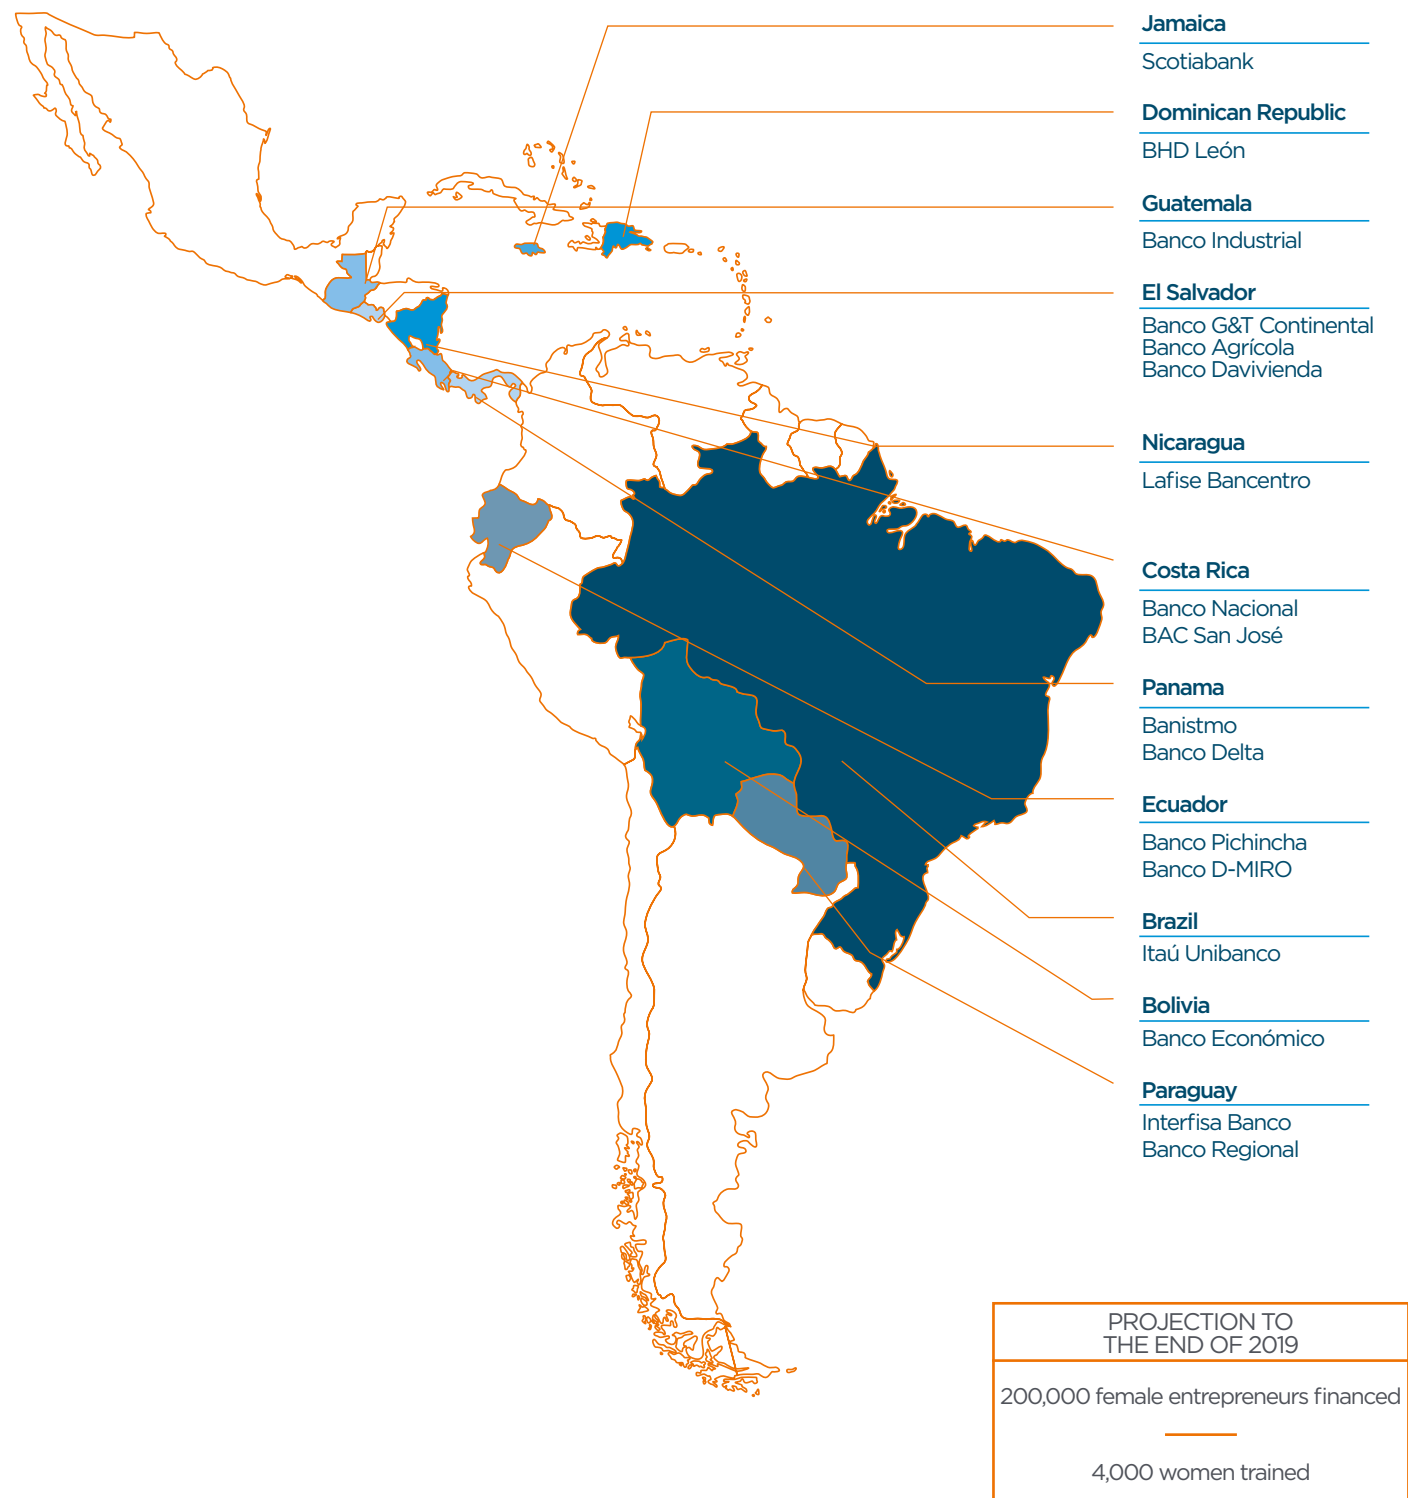 Jamaica
Scotiabank
Dominican Republic
BHD León
Guatemala
Banco Industrial
El Salvador
Banco G&T Continental
Banco Agrícola
Banco Davivienda
Nicaragua
Lafise Bancentro
Costa Rica
Banco Nacional
BAC San José
Panama
Banistmo
Banco Delta
Ecuador
Banco Pichincha
Banco D-MIRO
Brazil
Itaú Unibanco
Bolivia
Banco Económico
Paraguay
Interfisa Banco
Banco Regional
PROJECTION TO
THE END OF 2019
200,000 female entrepreneurs financed
4,000 women trained